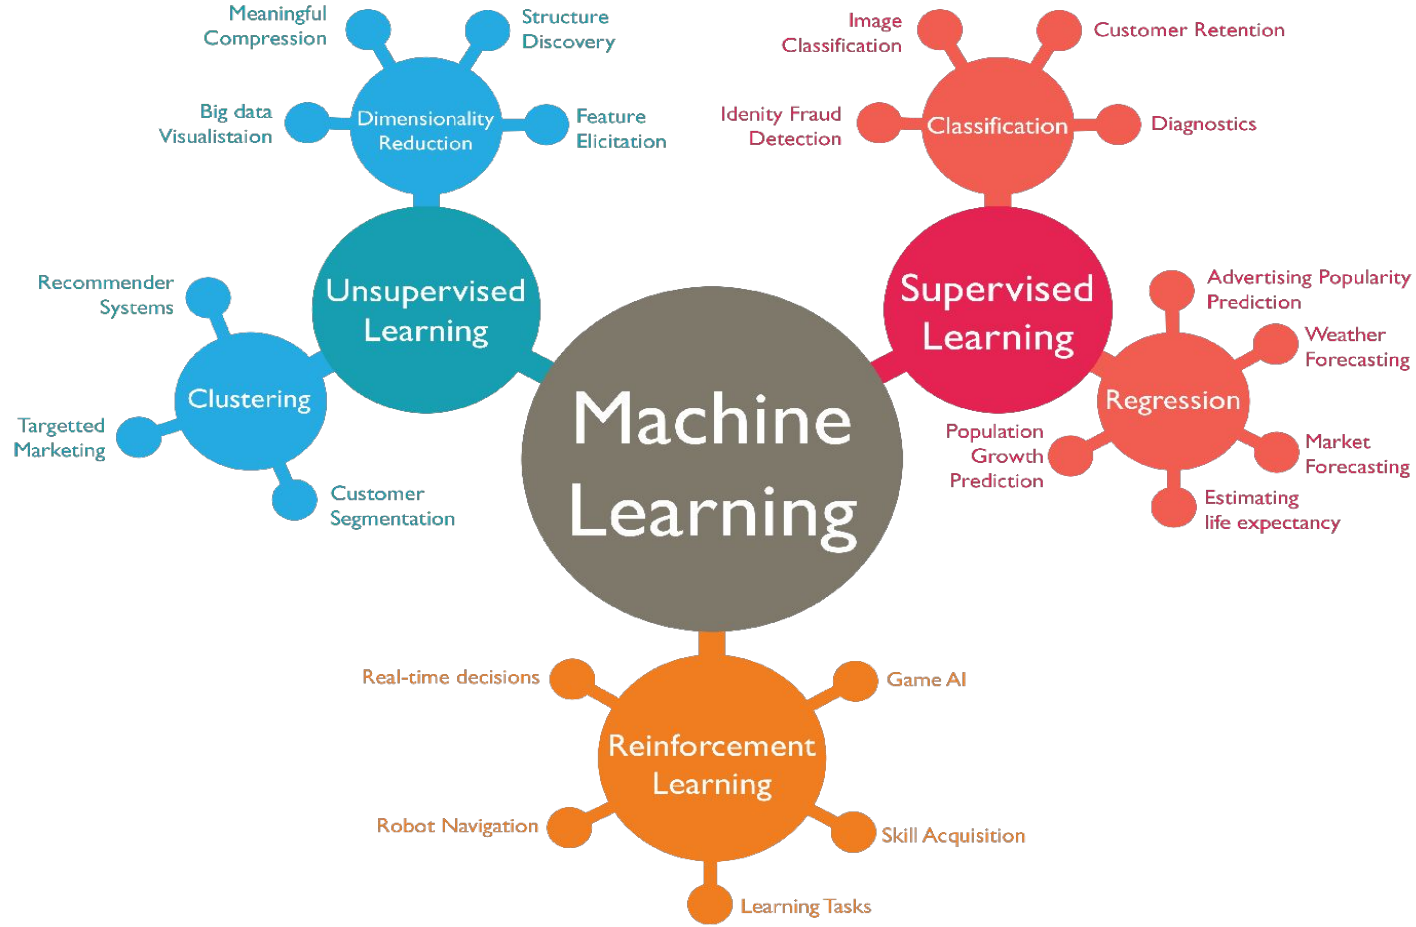 Meaningful
Compression
Structure
Discovery
Big data
Visualistaion
Dimensionality
Reduction
Feature
Elicitation
Unsupervised
Learning
Recommender
Systems
Clustering
Targetted
Marketing
Customer
Segmentation
Image
Classification
Customer Retention
Idenity Fraud
Detection
Classification
Diagnostics
Supervised
Learning
Advertising Popularity
Prediction
Weather
Forecasting
Regression
Population
Growth
Prediction
Market
Forecasting
Estimating
life expectancy
Machine
Learning
Real-time decisions
Game AI
Reinforcement
Learning
Robot Navigation
Skill Acquisition
Learning Tasks